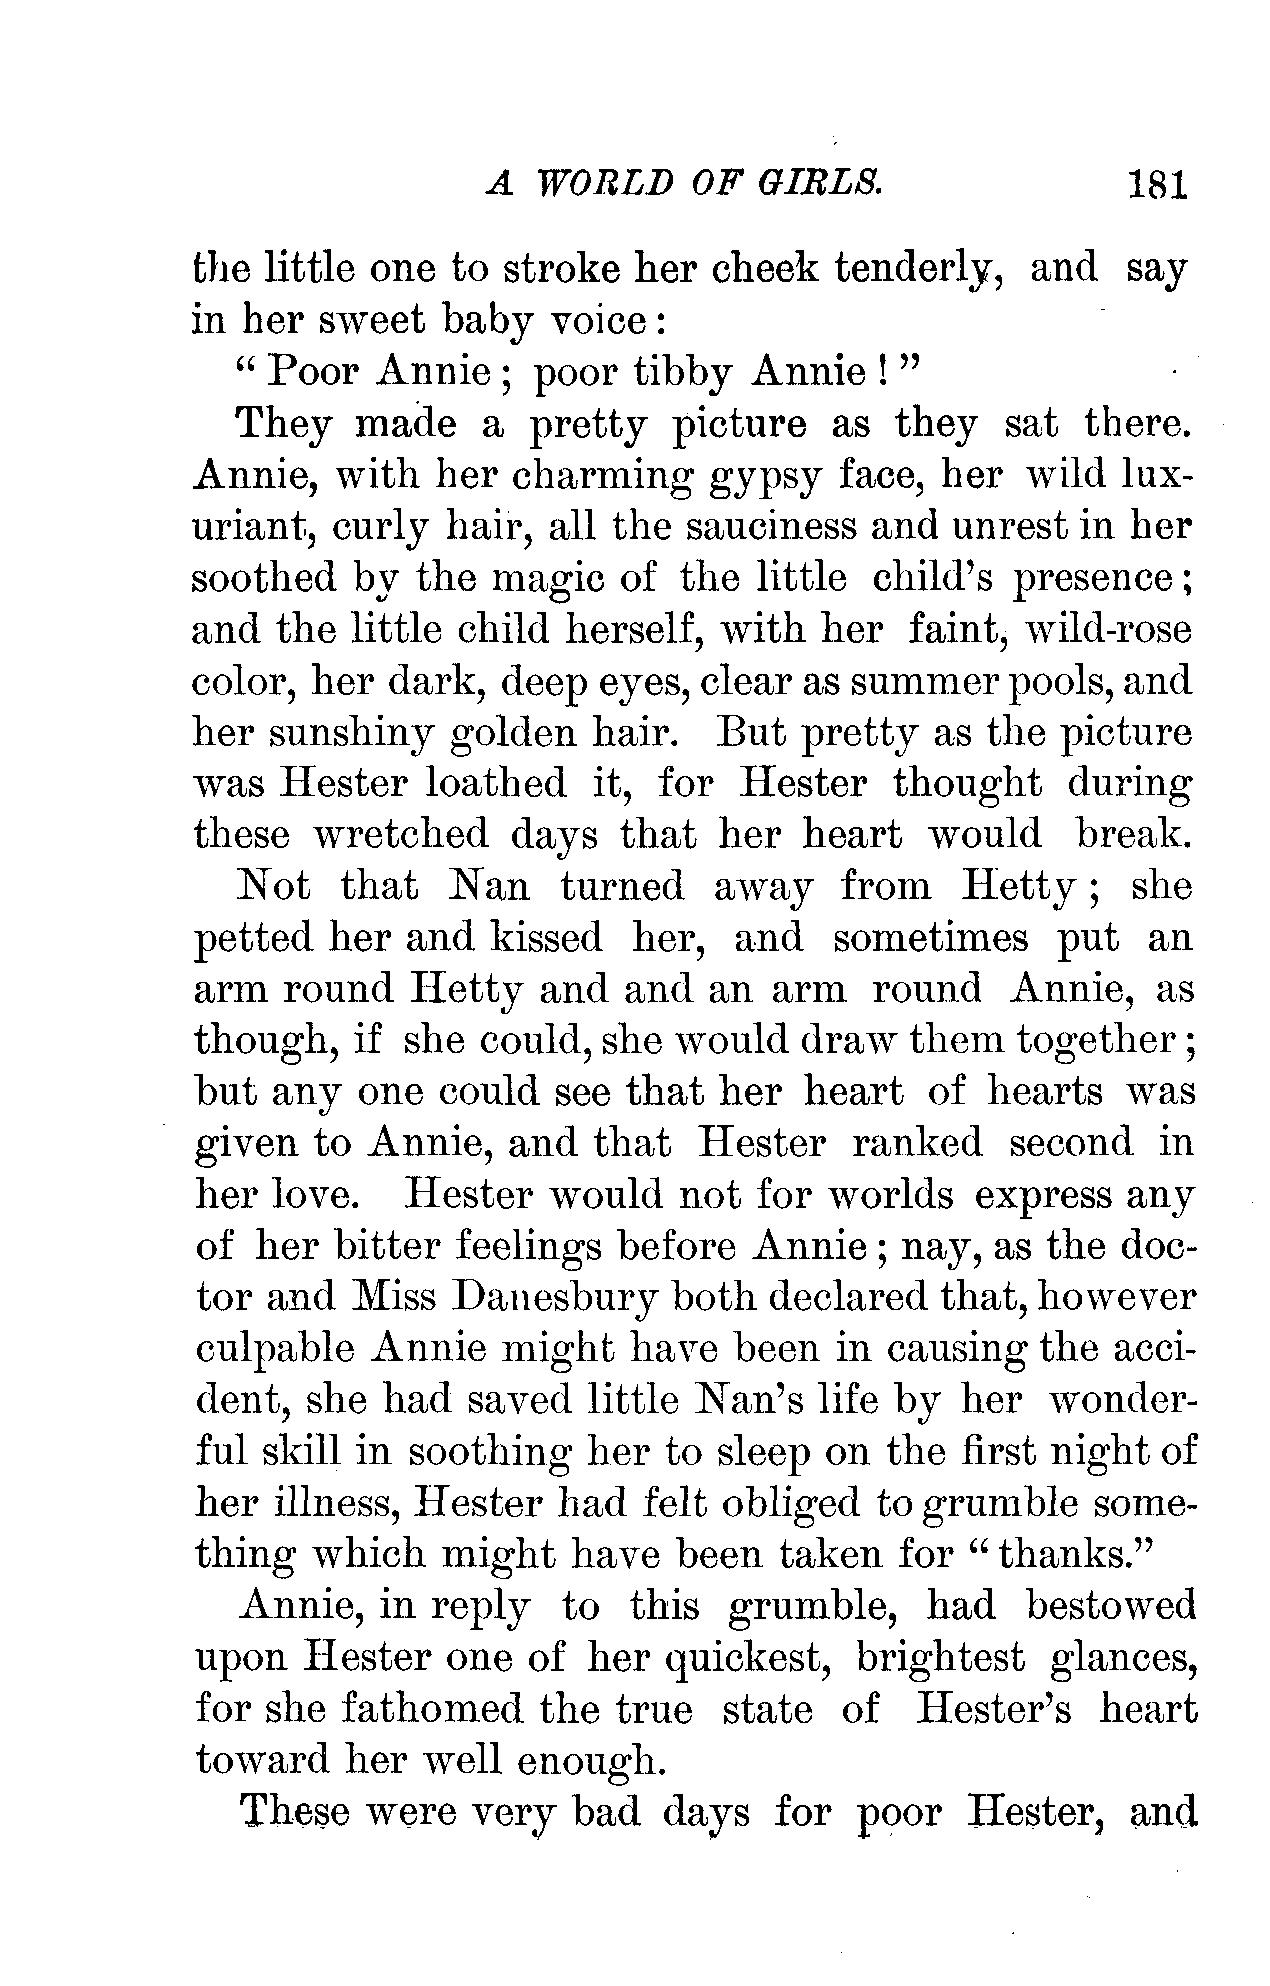 A WORLD OF GIRLS. 181
the little one to stroke her cheek tenderly, and say
in her sweet baby voice:
“Poor Annie; poor tibby Annie!”
They made a pretty picture as they sat there.
Annie, with her charming gypsy face, her wild lux-
uriant, curly hair, all the sauciness and unrest in her
soothed by the magic of the little child’s presence;
and the little child herself, with her faint, wild-rose
color, her dark, deep eyes, clear as summer pools, and
her sunshiny golden hair. But pretty as the picture
was Hester loathed it, for Hester thought during
these wretched days that her heart would break.
Not that Nan turned away from Hetty; she
petted her and kissed her, and sometimes put an
arm round Hetty and and an arm round Annie, as
though, if she could, she would draw them together;
but any one could see that her heart of hearts was
given to Annie, and that Hester ranked second in
her love. Hester would not for worlds express any
of her bitter feelings before Annie; nay, as the doc-
tor and Miss Danesbury both declared that, however
culpable Annie might have been in causing the acci-
dent, she had saved little Nan’s life by her wonder-
ful skill in soothing her to sleep on the first night of
her illness, Hester had felt obliged to grumble some-
thing which might have been taken for “thanks.”
Annie, in reply to this grumble, had bestowed
upon Hester one of her quickest, brightest glances,
for she fathomed the true state of Hester’s heart
toward her well enough.
These were very bad days for poor Hester, and